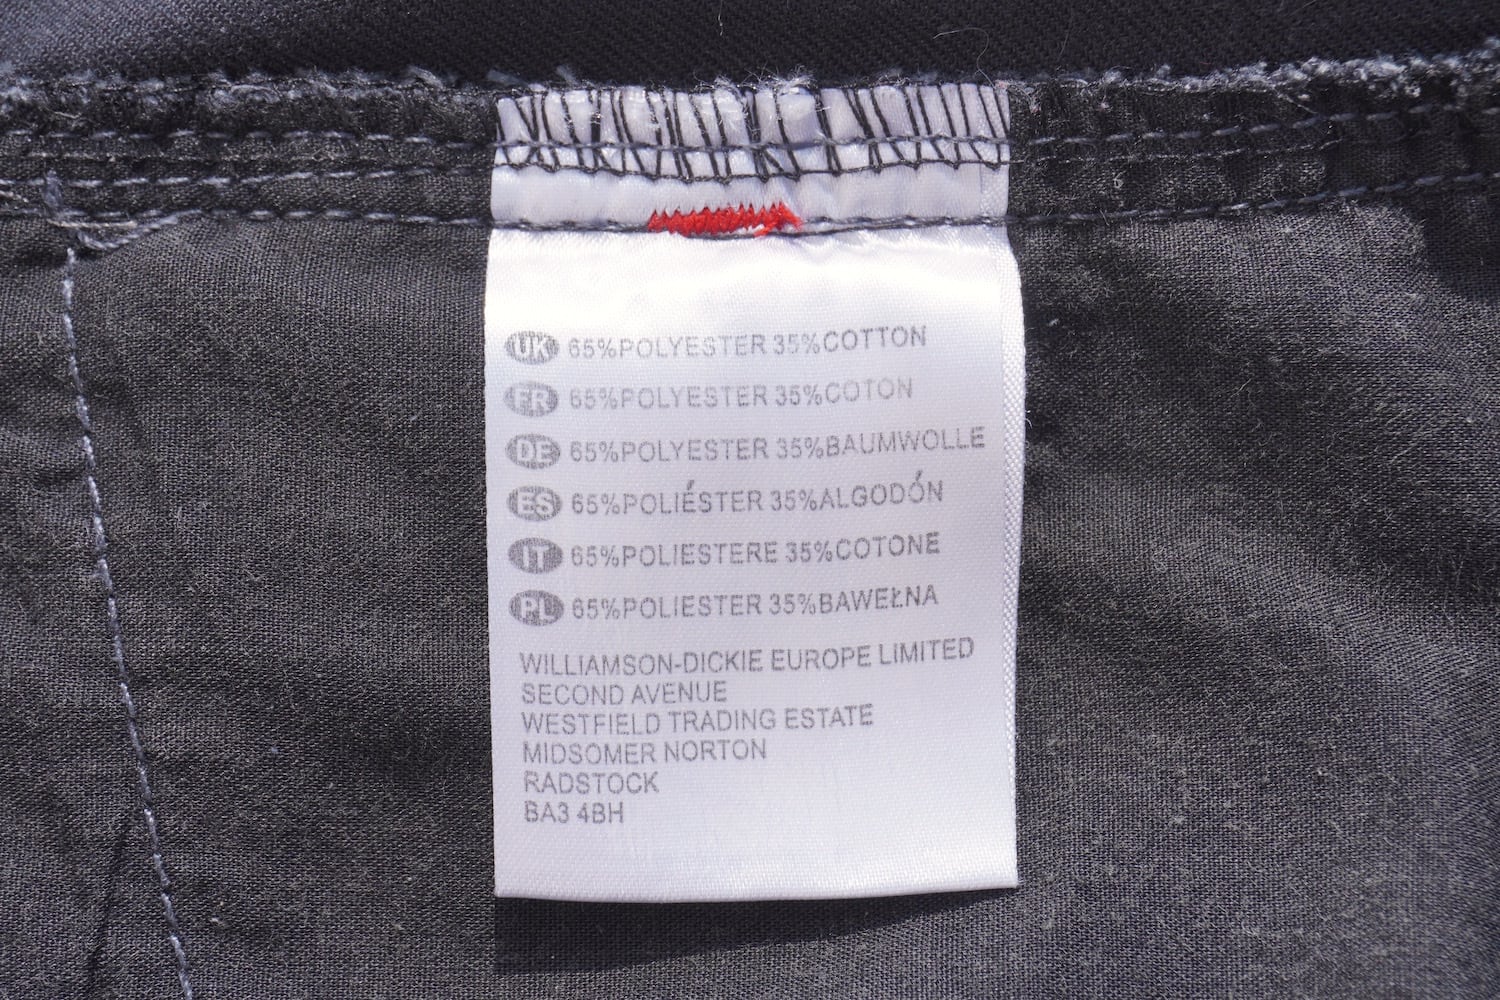 UK 65%POLYESTER 35%COTTON
FR 65%POLYESTER 35%COTON
DE 65%POLYESTER 35%BAUMWOLLE
ES 65%POLIÉSTER 35%ALGODÓN
IT 65%POLIESTERE 35%COTONE
PL 65%POLIESTER 35%BAWEŁNA
WILLIAMSON-DICKIE EUROPE LIMITED
SECOND AVENUE
WESTFIELD TRADING ESTATE
MIDSOMER NORTON
RADSTOCK
BA3 4BH